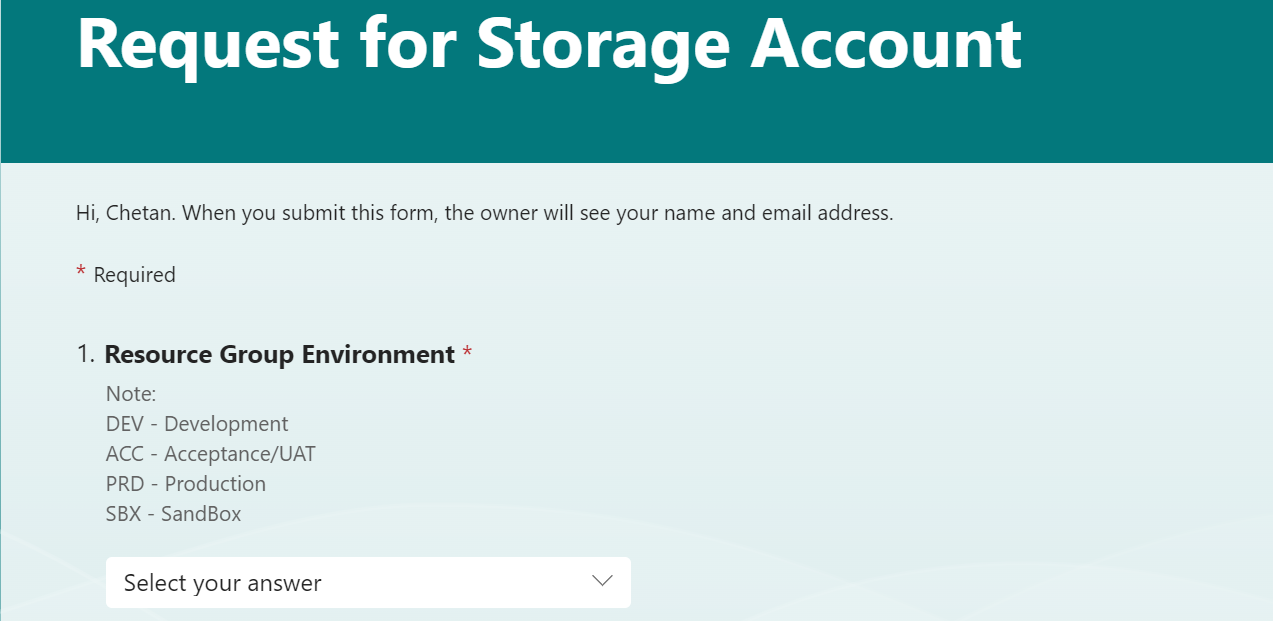 Request for Storage Account
Hi, Chetan. When you submit this form, the owner will see your name and email address.
* Required
1. Resource Group Environment *
Note:
DEV - Development
ACC - Acceptance/UAT
PRD - Production
SBX - SandBox
Select your answer